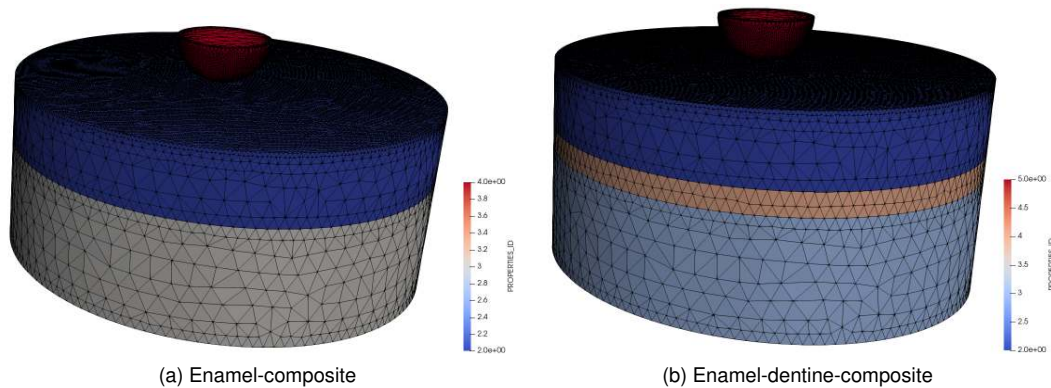 4.0e+00
3.8
3.6
3.4
3.2
3
2.8
2.6
2.4
2.2
2.0e+00
PROPERTIES_ID
5.0e+00
4.5
4
3.5
3
2.5
2.0e+00
PROPERTIES_ID
(a) Enamel-composite
(b) Enamel-dentine-composite